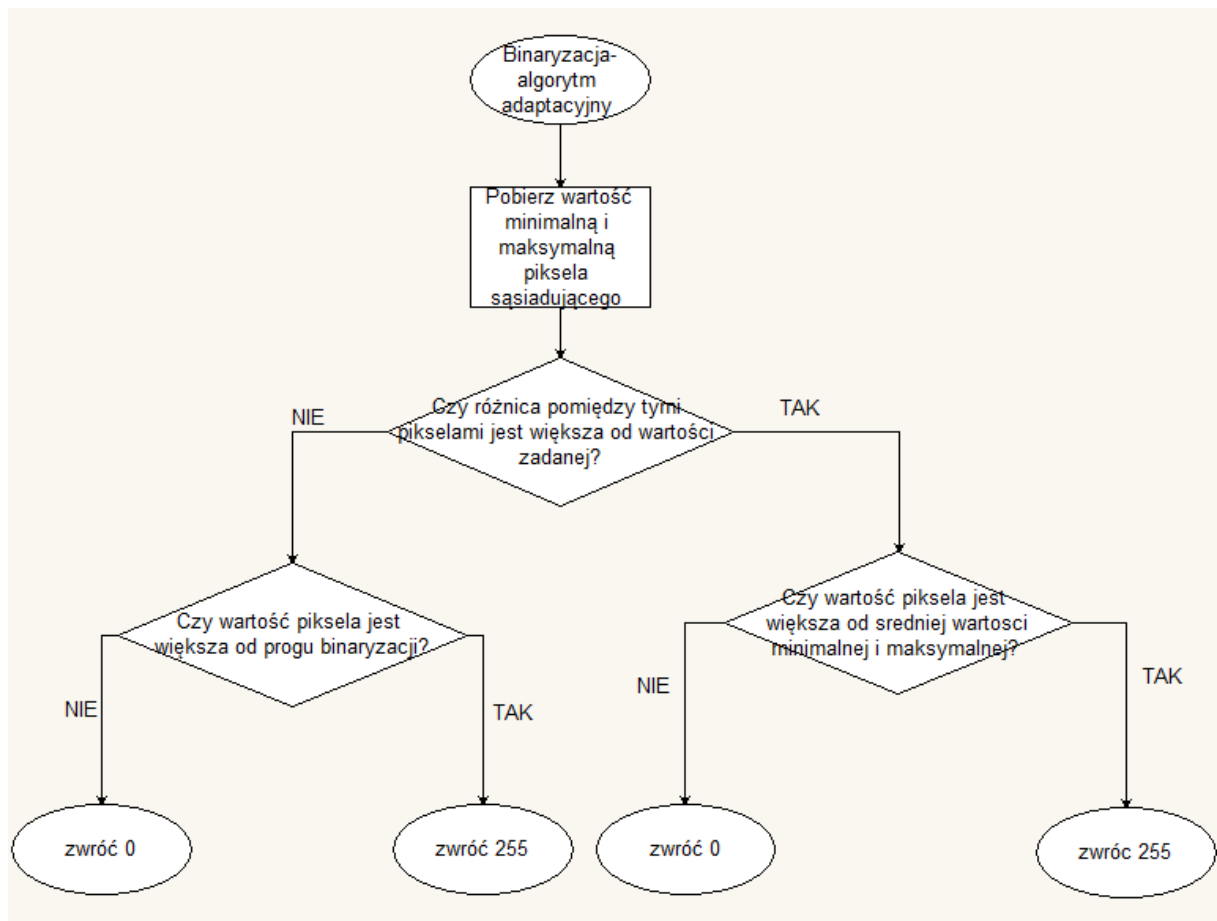 Binaryzacja-
algorytm
adaptacyjny
Pobierz wartość
minimalną i
maksymalną
piksela
sąsiadującego
Czy różnica pomiędzy tymi
pikselami jest większa od wartości
zadanej?
NIE
TAK
Czy wartość piksela jest
większa od progu binaryzacji?
Czy wartość piksela jest
większa od sredniej wartosci
minimalnej i maksymalnej?
NIE
TAK
NIE
TAK
zwróć 0
zwróć 255
zwróć 0
zwróć 255